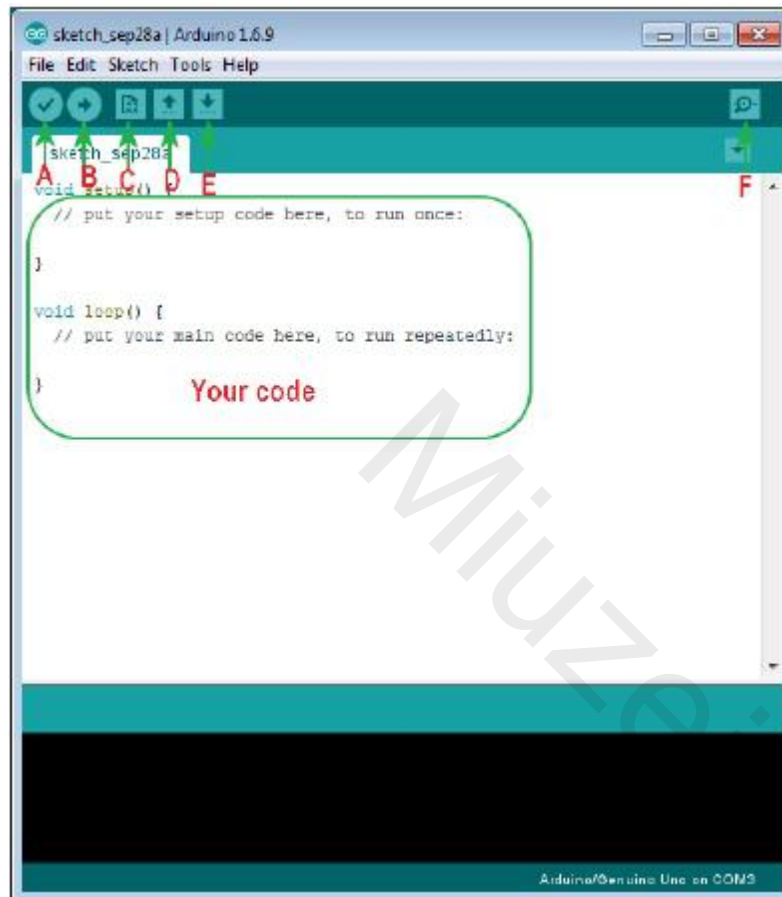 sketch_sep28a | Arduino 1.6.9
File Edit Sketch Tools Help
sketch_sep28a
A B C D E F
void setup() {
// put your setup code here, to run once:
}
void loop() {
// put your main code here, to run repeatedly:
}
Your code
Miuzei
Arduino/Genuino Uno on COM3